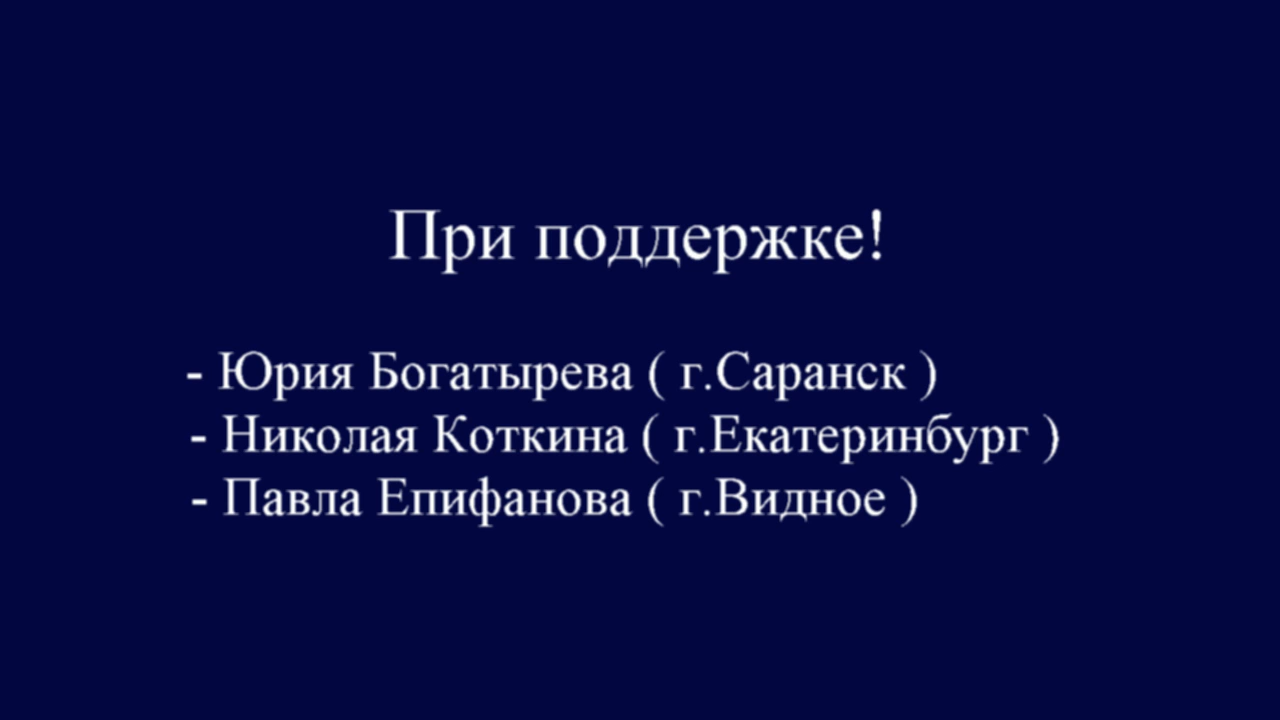 При поддержке!
- Юрия Богатырева ( г.Саранск )
- Николая Коткина ( г.Екатеринбург )
- Павла Епифанова ( г.Видное )